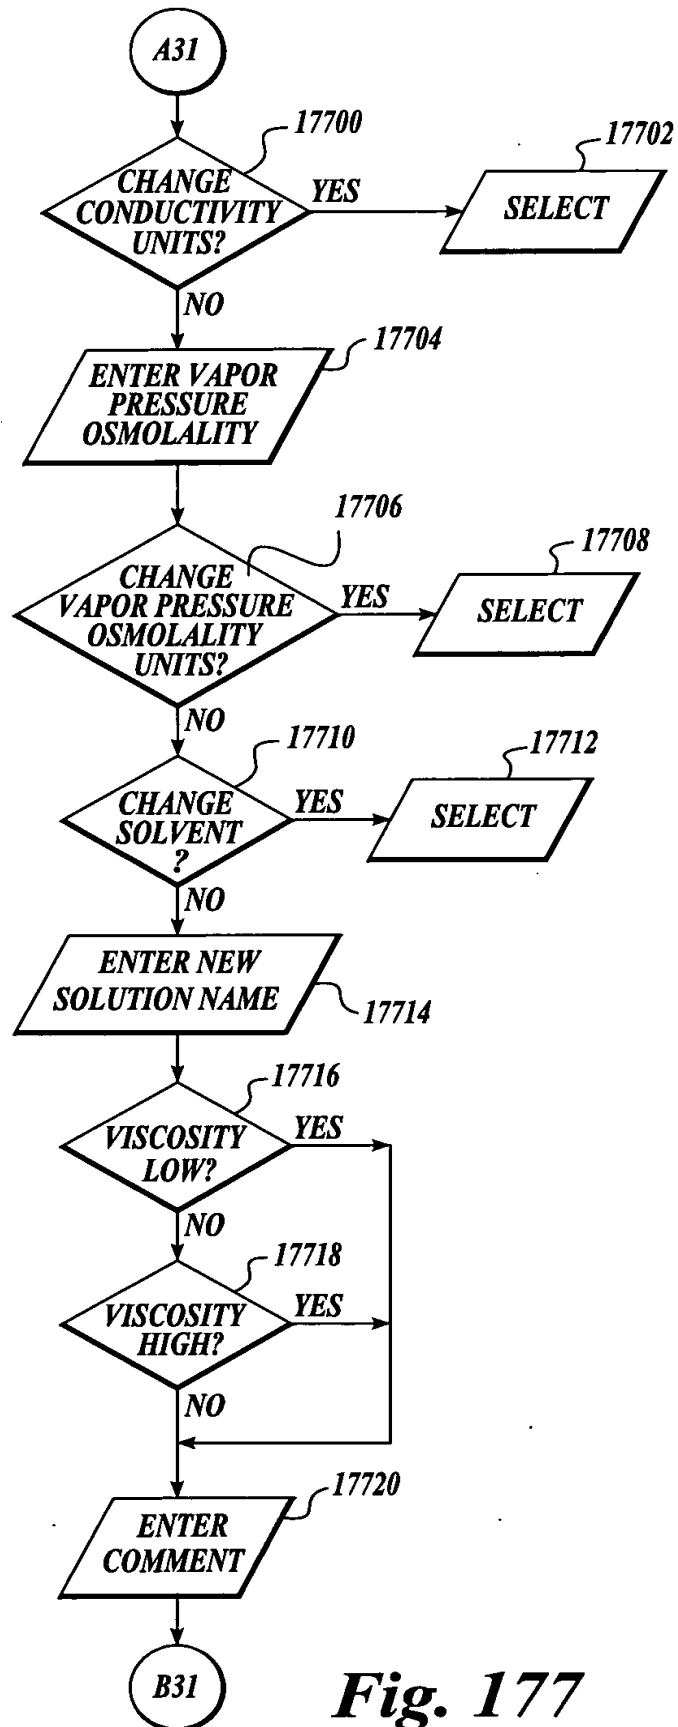 A31
17700
17702
CHANGE
CONDUCTIVITY
UNITS?
YES
SELECT
NO
17704
ENTER VAPOR
PRESSURE
OSMOLALITY
17706
17708
CHANGE
VAPOR PRESSURE
OSMOLALITY
UNITS?
YES
SELECT
NO
17710
17712
CHANGE
SOLVENT
?
YES
SELECT
NO
ENTER NEW
SOLUTION NAME
17714
17716
VISCOSITY
LOW?
YES
NO
17718
VISCOSITY
HIGH?
YES
NO
17720
ENTER
COMMENT
B31
Fig. 177